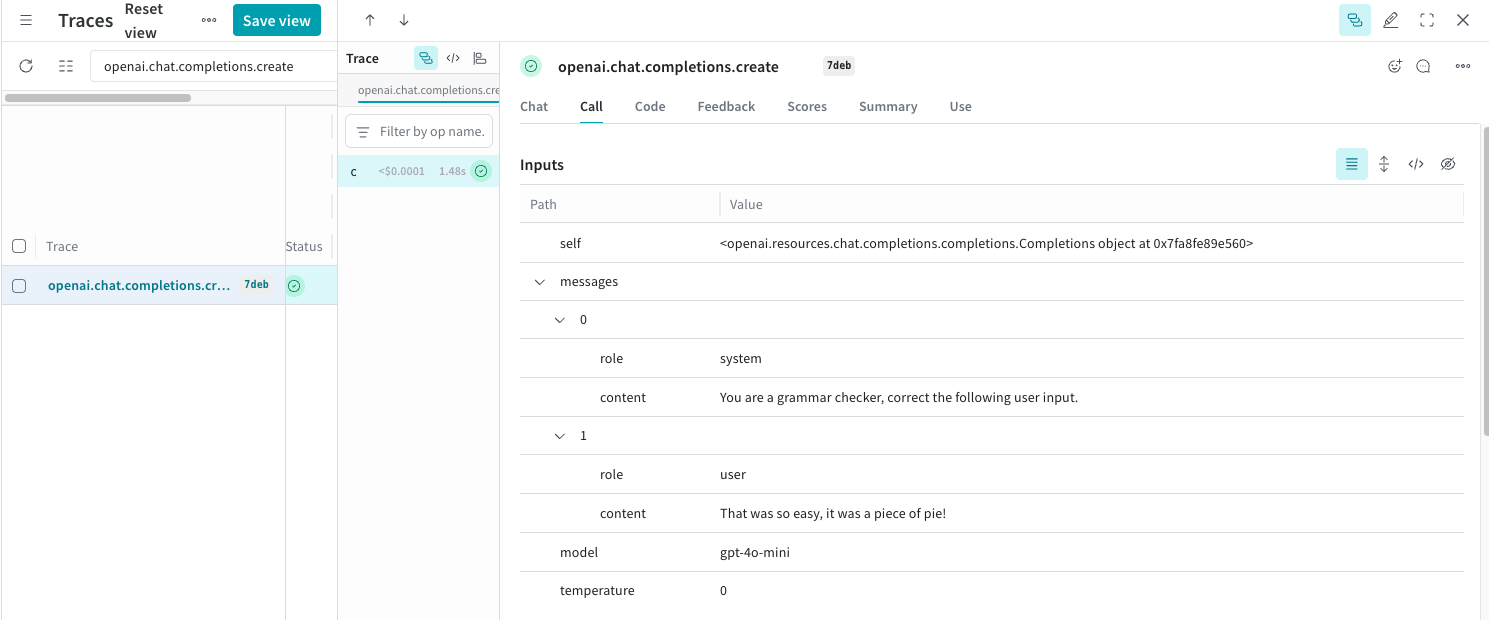 Traces
Reset view
Save view
openai.chat.completions.create
Trace
Status
openai.chat.completions.cr...
7deb
Trace
openai.chat.completions.cre
Filter by op name.
c
<$0.0001
1.48s
openai.chat.completions.create
7deb
Chat
Call
Code
Feedback
Scores
Summary
Use
Inputs
Path
Value
self
<openai.resources.chat.completions.completions.Completions object at 0x7fa8fe89e560>
messages
0
role
system
content
You are a grammar checker, correct the following user input.
1
role
user
content
That was so easy, it was a piece of pie!
model
gpt-4o-mini
temperature
0